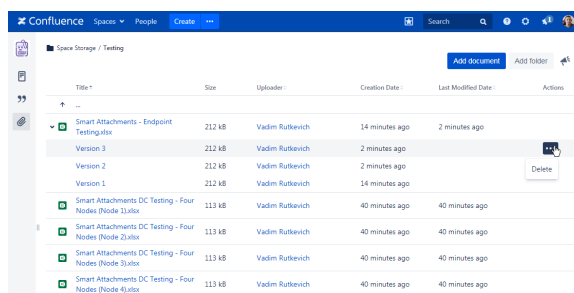 Confluence Spaces People Create ... Search
Space Storage / Testing
Add document Add folder
Title Size Uploader Creation Date Last Modified Date Actions
...
Smart Attachments - Endpoint
Testing.xlsx 212 kB Vadim Rutkevich 14 minutes ago 2 minutes ago
Version 3 212 kB Vadim Rutkevich 2 minutes ago
Version 2 212 kB Vadim Rutkevich 2 minutes ago
Delete
Version 1 212 kB Vadim Rutkevich 14 minutes ago
Smart Attachments DC Testing - Four
Nodes (Node 1).xlsx 113 kB Vadim Rutkevich 40 minutes ago 40 minutes ago
Smart Attachments DC Testing - Four
Nodes (Node 2).xlsx 113 kB Vadim Rutkevich 40 minutes ago 40 minutes ago
Smart Attachments DC Testing - Four
Nodes (Node 3).xlsx 113 kB Vadim Rutkevich 40 minutes ago 40 minutes ago
Smart Attachments DC Testing - Four
Nodes (Node 4).xlsx 113 kB Vadim Rutkevich 40 minutes ago 40 minutes ago